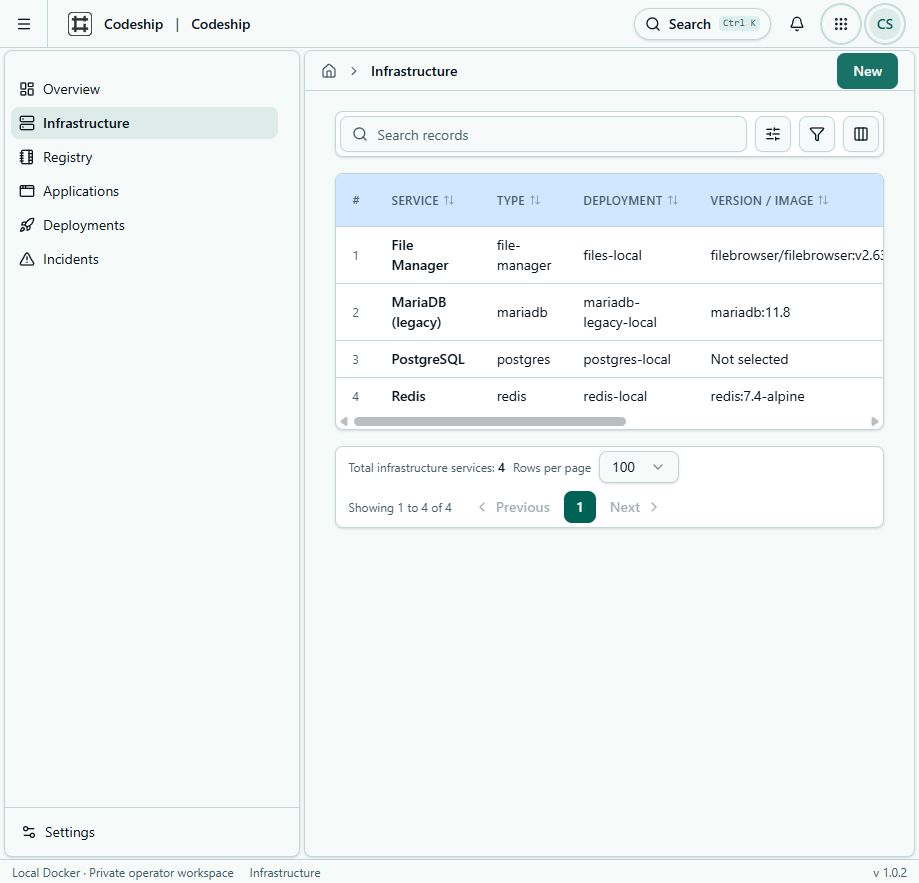 Codeship | Codeship
Search Ctrl K
CS
Overview
Infrastructure
Registry
Applications
Deployments
Incidents
Settings
Infrastructure
New
Search records
# SERVICE TYPE DEPLOYMENT VERSION / IMAGE
1 File Manager file-manager files-local filebrowser/filebrowser:v2.63
2 MariaDB (legacy) mariadb mariadb-legacy-local mariadb:11.8
3 PostgreSQL postgres postgres-local Not selected
4 Redis redis redis-local redis:7.4-alpine
Total infrastructure services: 4 Rows per page 100
Showing 1 to 4 of 4 Previous 1 Next
Local Docker · Private operator workspace Infrastructure v 1.0.2